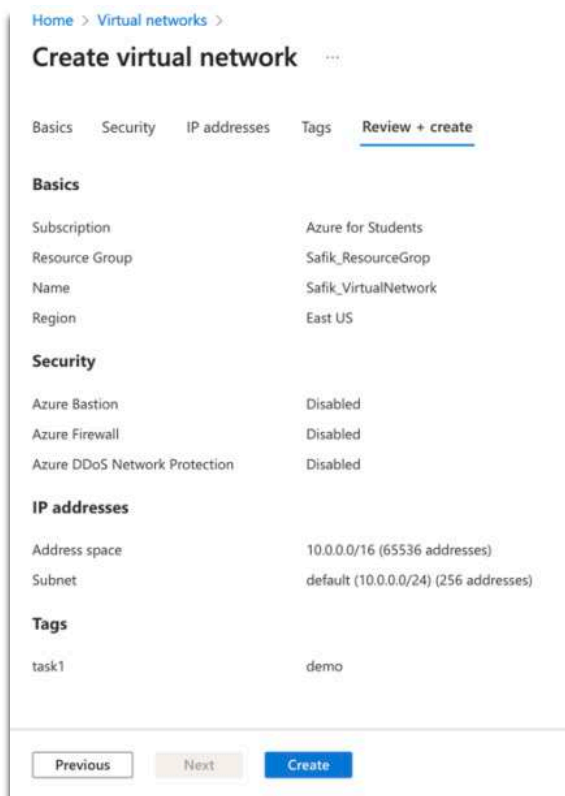 Home > Virtual networks >
Create virtual network ...
Basics Security IP addresses Tags Review + create
Basics
Subscription Azure for Students
Resource Group Safik_ResourceGrop
Name Safik_VirtualNetwork
Region East US
Security
Azure Bastion Disabled
Azure Firewall Disabled
Azure DDoS Network Protection Disabled
IP addresses
Address space 10.0.0.0/16 (65536 addresses)
Subnet default (10.0.0.0/24) (256 addresses)
Tags
task1 demo
Previous Next Create